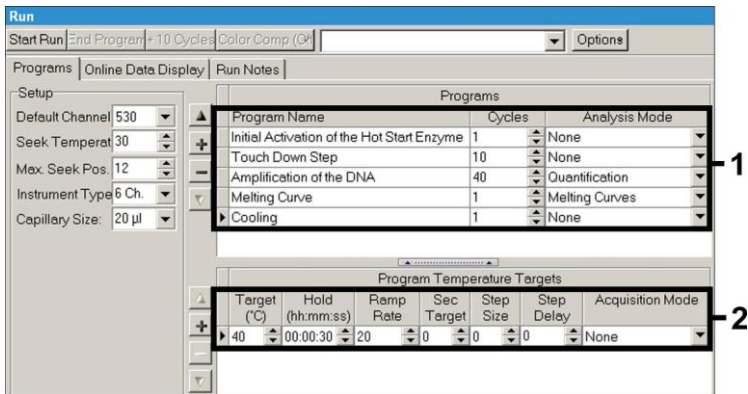 Run
Start Run End Program + 10 Cycles Color Comp (Off) Options
Programs Online Data Display Run Notes
Setup
Default Channel 530
Seek Temperat 30
Max. Seek Pos. 12
Instrument Type 6 Ch.
Capillary Size: 20 µl
Programs
Program Name Cycles Analysis Mode
Initial Activation of the Hot Start Enzyme 1 None
Touch Down Step 10 None
Amplification of the DNA 40 Quantification
Melting Curve 1 Melting Curves
Cooling 1 None
1
Program Temperature Targets
Target (°C) Hold (hh:mm:ss) Ramp Rate Sec Target Step Size Step Delay Acquisition Mode
40 00:00:30 20 0 0 0 None
2